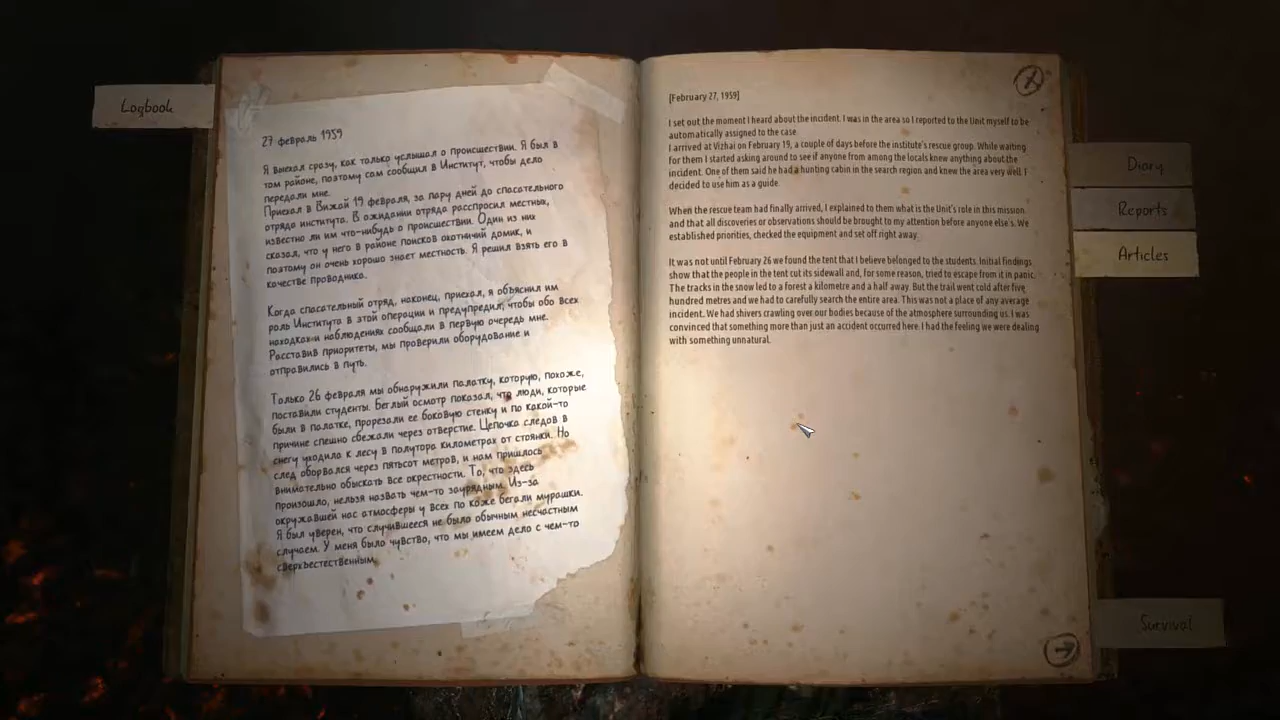 Logbook
27 февраль 1959
Я выехал сразу, как только услышал о происшествии. Я был в
том районе, поэтому сам сообщил в Институт, чтобы дело
передали мне.
Приехал в Вижай 19 февраля, за пару дней до спасательного
отряда института. В ожидании отряда расспросил местных,
известно ли им что-нибудь о происшествии. Один из них
сказал, что у него в районе поисков охотничий домик, и
поэтому он очень хорошо знает местность. Я решил взять его в
качестве проводника.
Когда спасательный отряд, наконец, приехал, я объяснил им
роль Института в этой операции и предупредил, чтобы обо всех
находках и наблюдениях сообщали в первую очередь мне.
Расставив приоритеты, мы проверили оборудование и
отправились в путь.
Только 26 февраля мы обнаружили палатку, которую, похоже,
поставили студенты. Беглый осмотр показал, что люди, которые
были в палатке, прорезали ее боковую стенку и по какой-то
причине спешно сбежали через отверстие. Цепочка следов в
снегу уходила к лесу в полутора километрах от стоянки. Но
след оборвался через пятьсот метров, и нам пришлось
внимательно обыскать все окрестности. То, что здесь
произошло, нельзя назвать чем-то заурядным. Из-за
окружавшей нас атмосферы у всех по коже бегали мурашки.
Я был уверен, что случившееся не было обычным несчастным
случаем. У меня было чувство, что мы имеем дело с чем-то
сверхъестественным.
[February 27, 1959]
I set out the moment I heard about the incident. I was in the area so I reported to the Unit myself to be
automatically assigned to the case.
I arrived at Vizhai on February 19, a couple of days before the institute's rescue group. While waiting
for them I started asking around to see if anyone from among the locals knew anything about the
incident. One of them said he had a hunting cabin in the search region and knew the area very well. I
decided to use him as a guide.
When the rescue team had finally arrived, I explained to them what is the Unit's role in this mission,
and that all discoveries or observations should be brought to my attention before anyone else's. We
established priorities, checked the equipment and set off right away.
It was not until February 26 we found the tent that I believe belonged to the students. Initial findings
show that the people in the tent cut its sidewall and, for some reason, tried to escape from it in panic.
The tracks in the snow led to a forest a kilometre and a half away. But the trail went cold after five
hundred metres and we had to carefully search the entire area. This was not a place of any average
incident. We had shivers crawling over our bodies because of the atmosphere surrounding us. I was
convinced that something more than just an accident occurred here. I had the feeling we were dealing
with something unnatural.
Diary
Reports
Articles
Survival